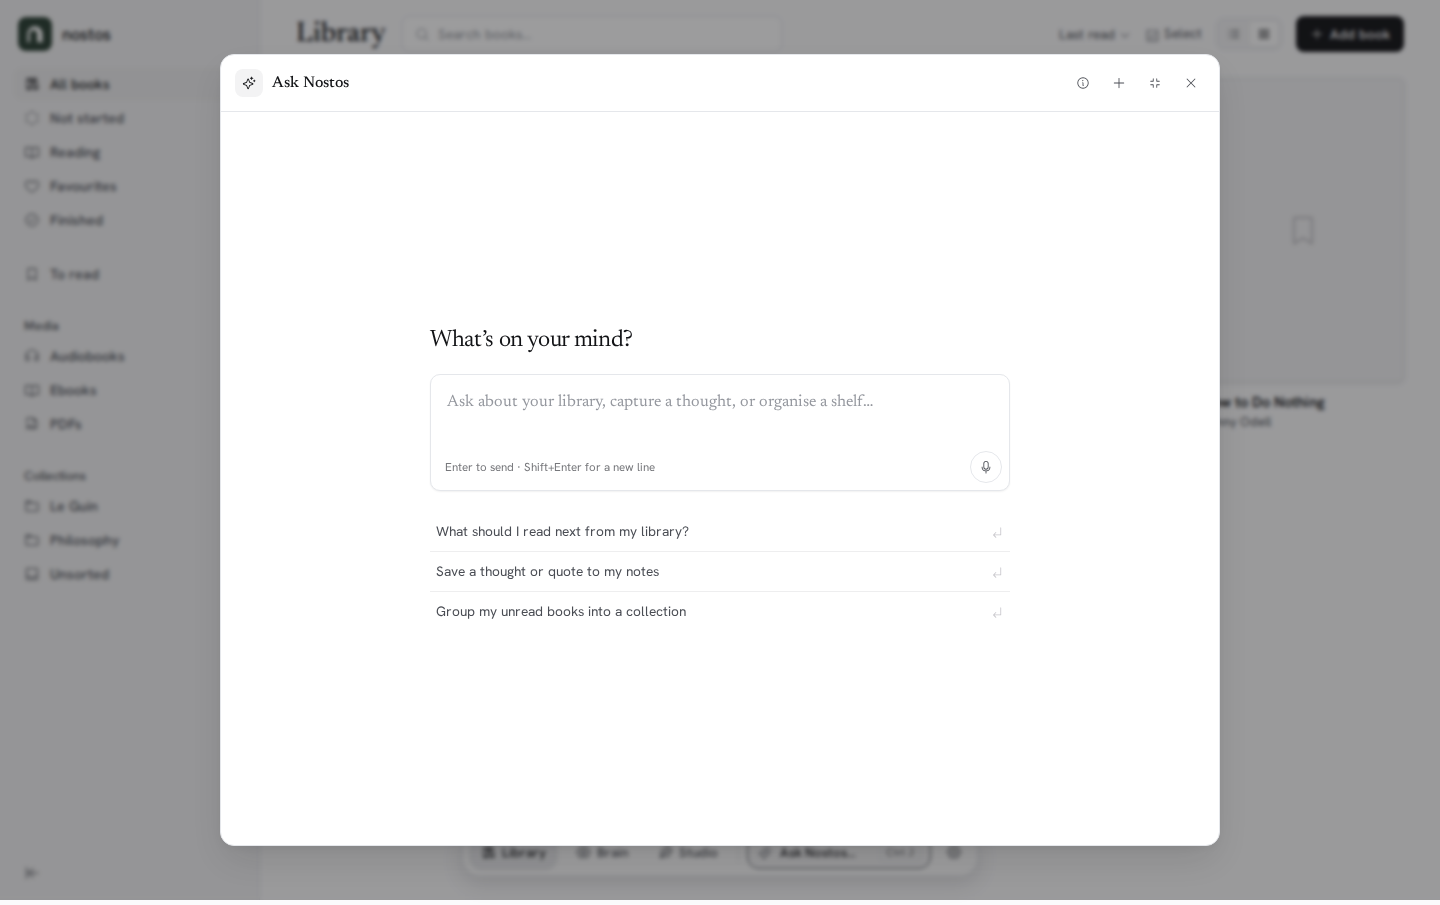 nostos
Library
Search books...
Last read
Select
Add book
All books
Not started
Reading
Favourites
Finished
To read
Media
Audiobooks
Ebooks
PDFs
Collections
Le Guin
Philosophy
Unsorted
Ask Nostos
What's on your mind?
Ask about your library, capture a thought, or organise a shelf...
Enter to send · Shift+Enter for a new line
What should I read next from my library?
Save a thought or quote to my notes
Group my unread books into a collection
to Do Nothing
Odell
Library
Brain
Studio
Ask Nostos...